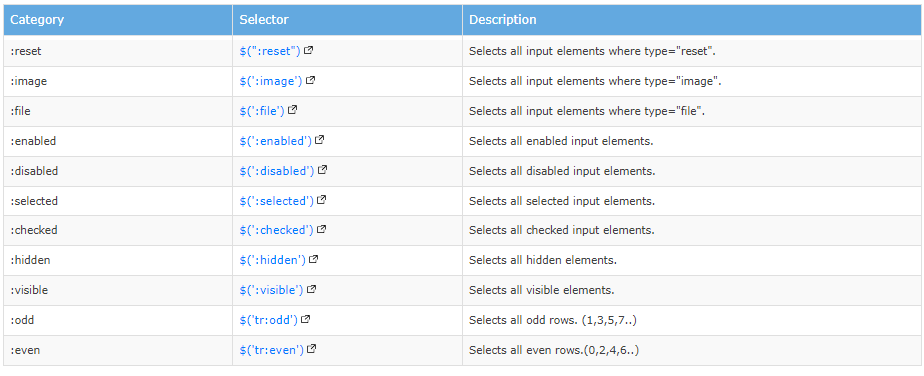 Category Selector Description
:reset $(":reset") Selects all input elements where type="reset".
:image $(':image') Selects all input elements where type="image".
:file $(':file') Selects all input elements where type="file".
:enabled $(':enabled') Selects all enabled input elements.
:disabled $(':disabled') Selects all disabled input elements.
:selected $(':selected') Selects all selected input elements.
:checked $(':checked') Selects all checked input elements.
:hidden $(':hidden') Selects all hidden elements.
:visible $(':visible') Selects all visible elements.
:odd $('tr:odd') Selects all odd rows. (1,3,5,7..)
:even $('tr:even') Selects all even rows.(0,2,4,6..)